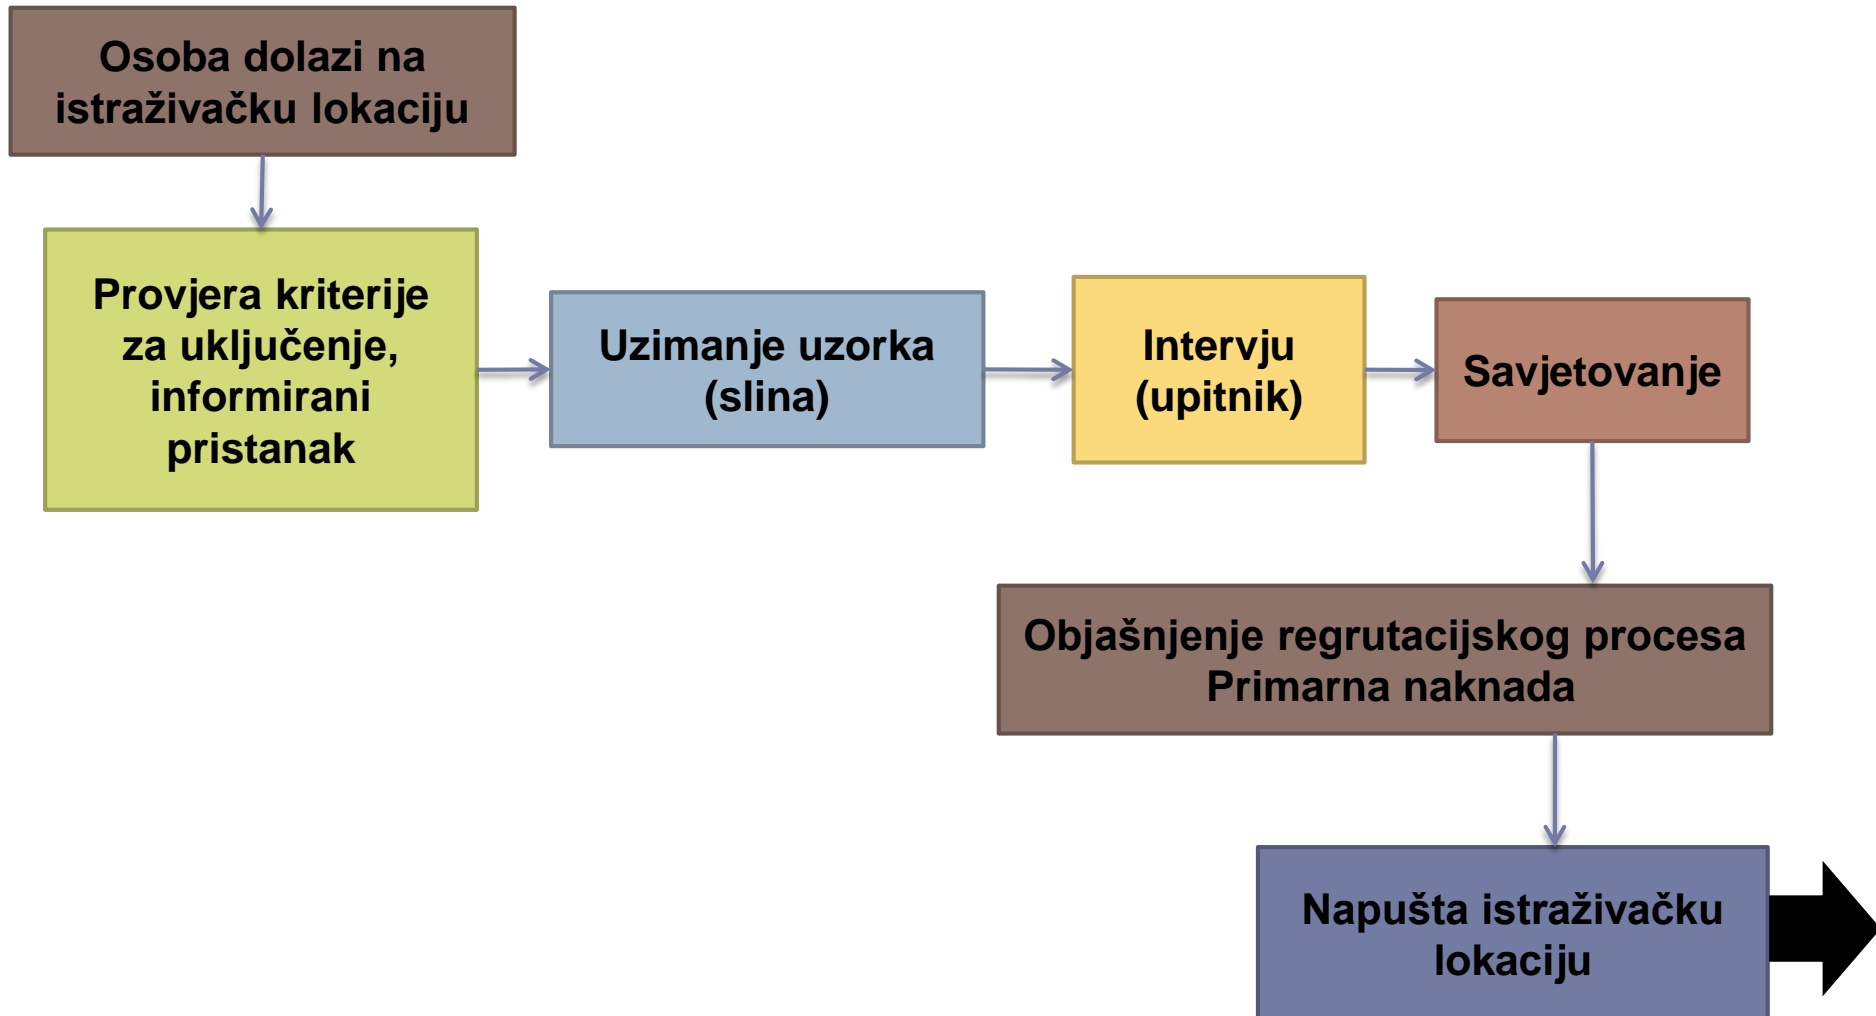 Osoba dolazi na
istraživačku lokaciju
Provjera kriterije
za uključenje,
informirani
pristanak
Uzimanje uzorka
(slina)
Intervju
(upitnik)
Savjetovanje
Objašnjenje regrutacijskog procesa
Primarna naknada
Napušta istraživačku
lokaciju